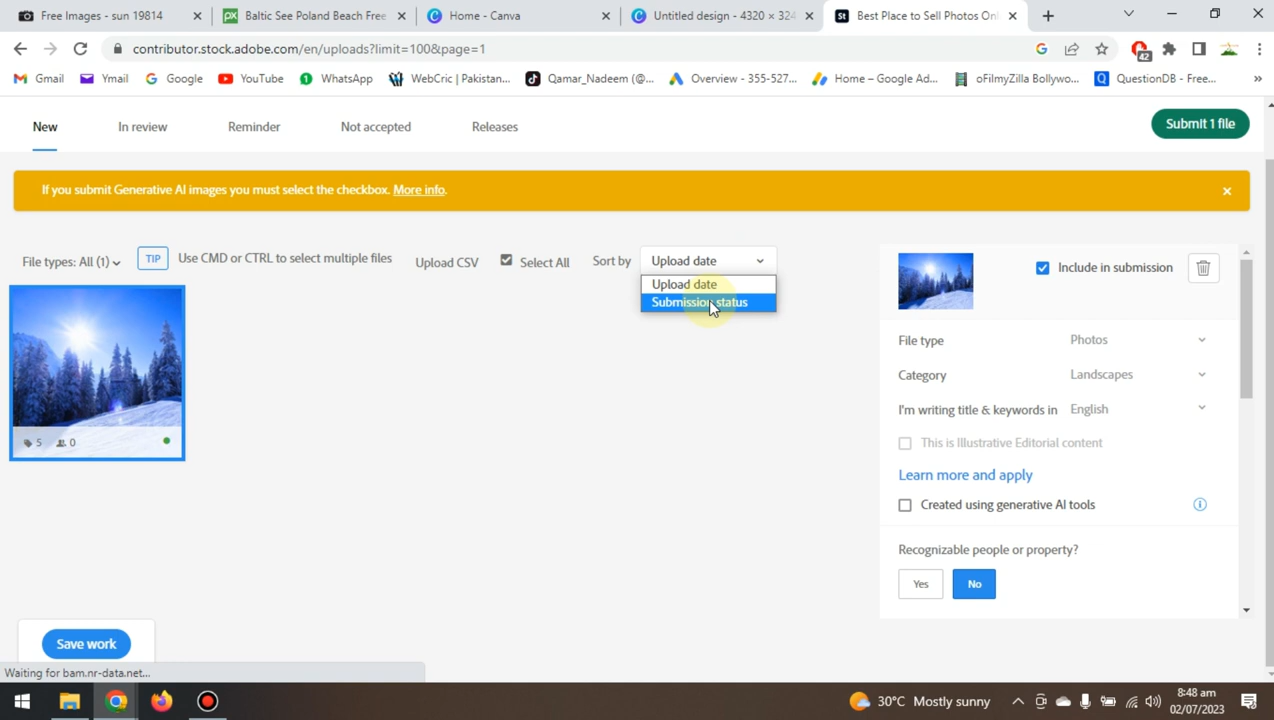 Free Images - sun 19814
Baltic See Poland Beach Free
Home - Canva
Untitled design - 4320 × 324
Best Place to Sell Photos Onl
contributor.stock.adobe.com/en/uploads?limit=100&page=1
42
Gmail
Ymail
Google
YouTube
WhatsApp
WebCric | Pakistan...
Qamar_Nadeem (@...
Overview - 355-527...
Home – Google Ad...
oFilmyZilla Bollywo...
QuestionDB - Free...
»
New
In review
Reminder
Not accepted
Releases
Submit 1 file
If you submit Generative AI images you must select the checkbox. More info.
File types: All (1)
TIP
Use CMD or CTRL to select multiple files
Upload CSV
Select All
Sort by
Upload date
Upload date
Submission status
5
0
Include in submission
File type
Photos
Category
Landscapes
I'm writing title & keywords in
English
This is Illustrative Editorial content
Learn more and apply
Created using generative AI tools
Recognizable people or property?
Yes
No
Save work
Waiting for bam.nr-data.net...
30°C Mostly sunny
8:48 am
02/07/2023